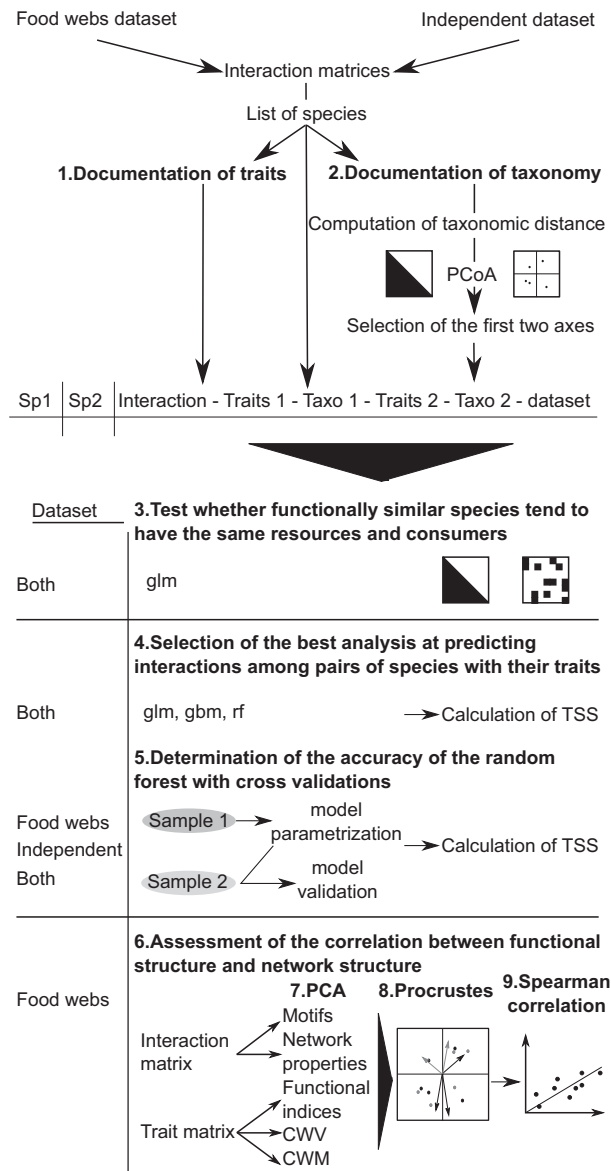 Food webs dataset
Independent dataset
Interaction matrices
List of species
1.Documentation of traits
2.Documentation of taxonomy
Computation of taxonomic distance
PCoA
Selection of the first two axes
Sp1 Sp2 Interaction - Traits 1 - Taxo 1 - Traits 2 - Taxo 2 - dataset
Dataset
3.Test whether functionally similar species tend to
have the same resources and consumers
Both
glm
4.Selection of the best analysis at predicting
interactions among pairs of species with their traits
Both
glm, gbm, rf
Calculation of TSS
5.Determination of the accuracy of the random
forest with cross validations
Food webs
Independent
Both
Sample 1
model
parametrization
Calculation of TSS
Sample 2
model
validation
6.Assessment of the correlation between functional
structure and network structure
Food webs
7.PCA
8.Procrustes
9.Spearman
correlation
Interaction
matrix
Motifs
Network
properties
Functional
indices
Trait matrix
CWV
CWM